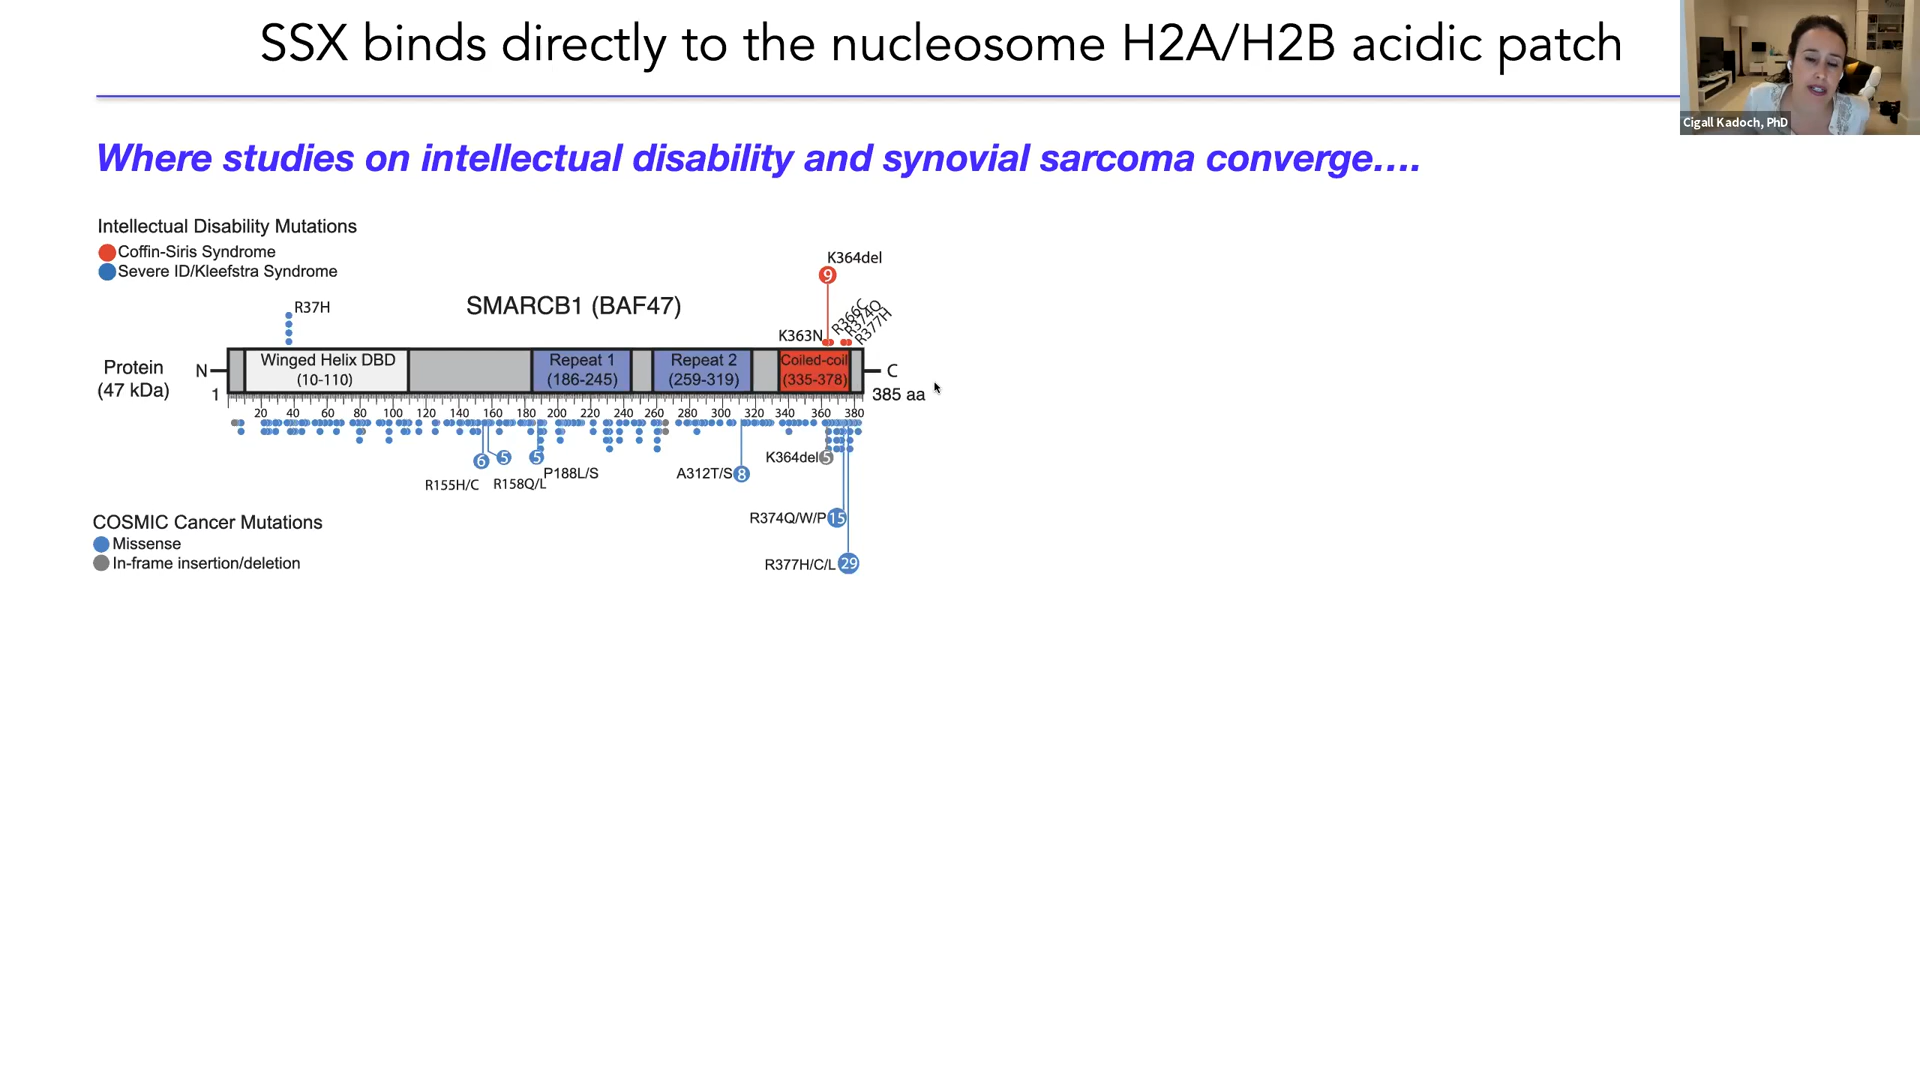 SSX binds directly to the nucleosome H2A/H2B acidic patch
Cigall Kadoch, PhD
Where studies on intellectual disability and synovial sarcoma converge....
Intellectual Disability Mutations
Coffin-Siris Syndrome
Severe ID/Kleefstra Syndrome
K364del
9
R37H
SMARCB1 (BAF47)
K363N
R366C
R374Q
R377H
Protein
(47 kDa)
N
1
Winged Helix DBD
(10-110)
Repeat 1
(186-245)
Repeat 2
(259-319)
Coiled-coil
(335-378)
C
385 aa
20 40 60 80 100 120 140 160 180 200 220 240 260 280 300 320 340 360 380
6 5 5
R155H/C
R158Q/L
P188L/S
A312T/S 8
K364del 5
R374Q/W/P 15
R377H/C/L 29
COSMIC Cancer Mutations
Missense
In-frame insertion/deletion